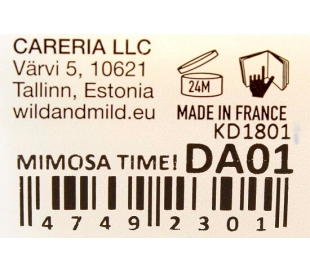 CARERIA LLC
Värvi 5, 10621
Tallinn, Estonia
wildandmild.eu
24M
MADE IN FRANCE
KD1801
MIMOSA TIME! DA01
4 7 4 9 2 3 0 1